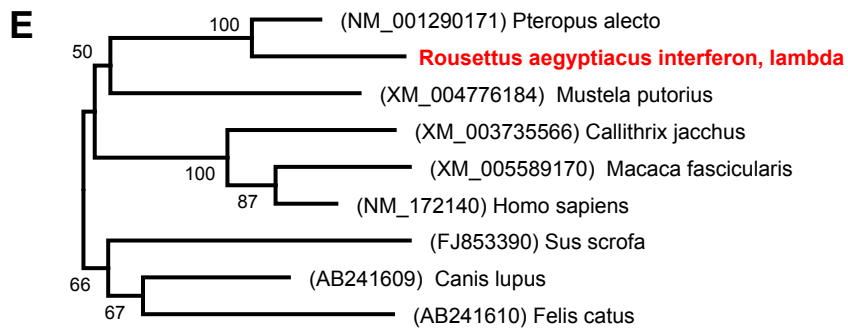 E
100
(NM_001290171) Pteropus alecto
50
Rousettus aegyptiacus interferon, lambda
(XM_004776184) Mustela putorius
(XM_003735566) Callithrix jacchus
100
(XM_005589170) Macaca fascicularis
87
(NM_172140) Homo sapiens
(FJ853390) Sus scrofa
66
(AB241609) Canis lupus
67
(AB241610) Felis catus